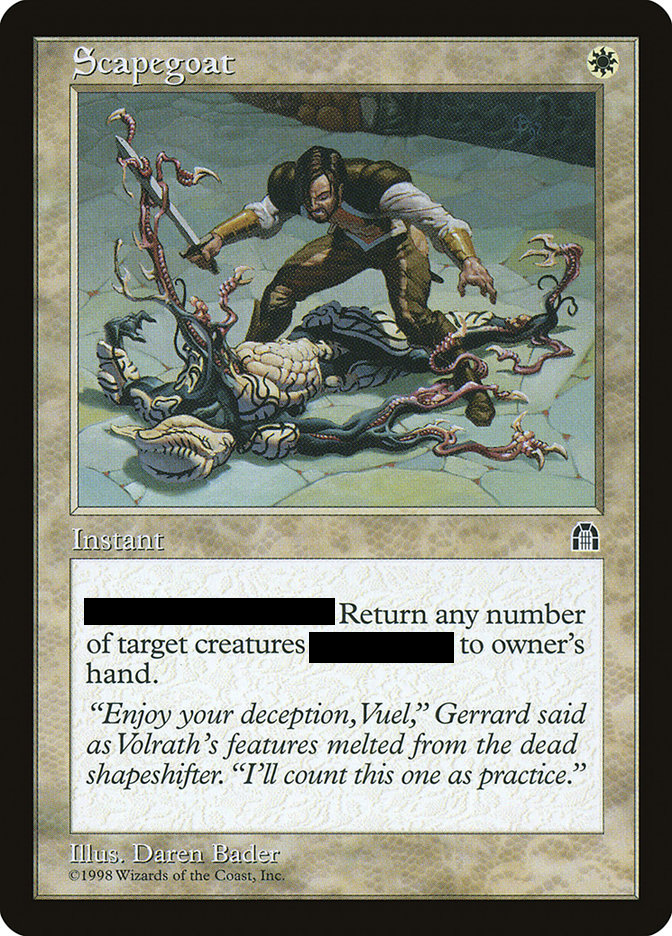 Scapegoat
Instant
Return any number
of target creatures to owner's
hand.
“Enjoy your deception, Vuel,” Gerrard said
as Volrath's features melted from the dead
shapeshifter. “I'll count this one as practice.”
Illus. Daren Bader
©1998 Wizards of the Coast, Inc.